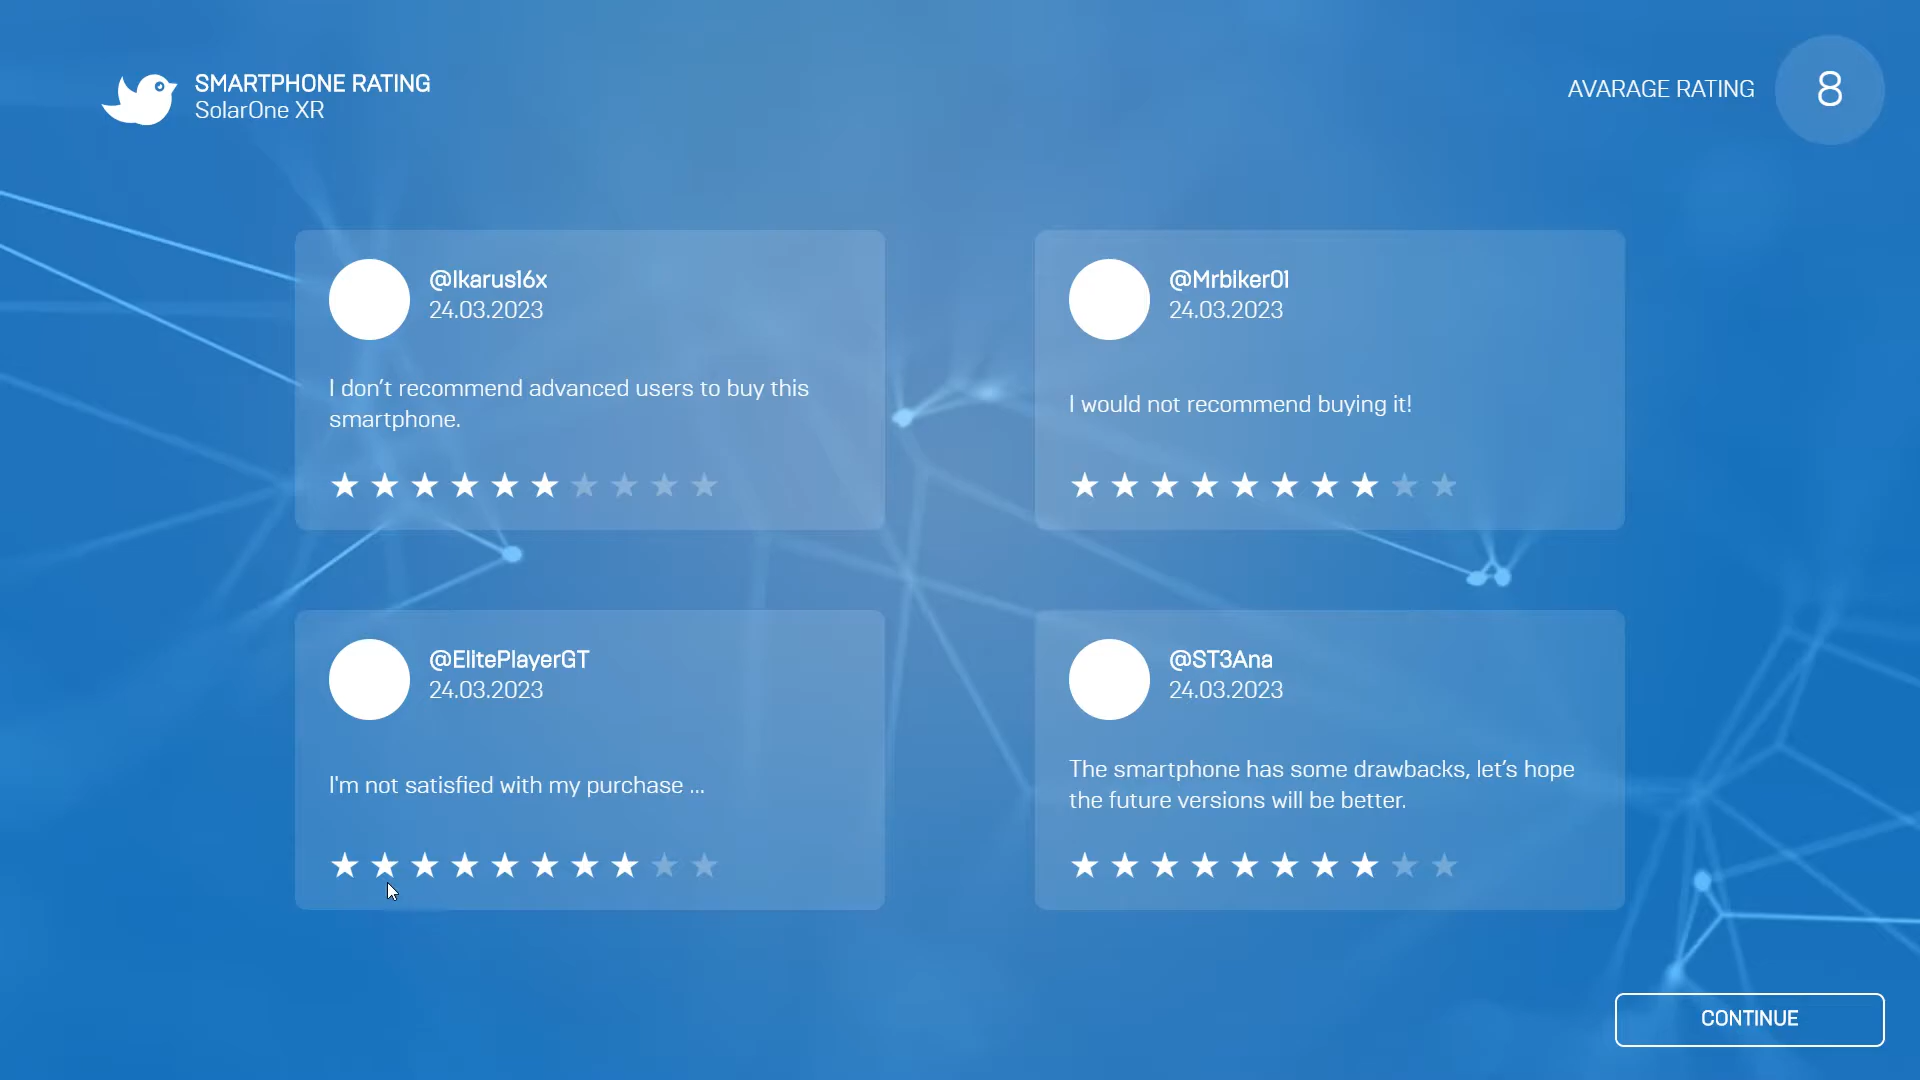 SMARTPHONE RATING
SolarOne XR
AVARAGE RATING
8
@Ikarus16x
24.03.2023
I don’t recommend advanced users to buy this
smartphone.
@Mrbiker01
24.03.2023
I would not recommend buying it!
@ElitePlayerGT
24.03.2023
I'm not satisfied with my purchase ...
@ST3Ana
24.03.2023
The smartphone has some drawbacks, let’s hope
the future versions will be better.
CONTINUE